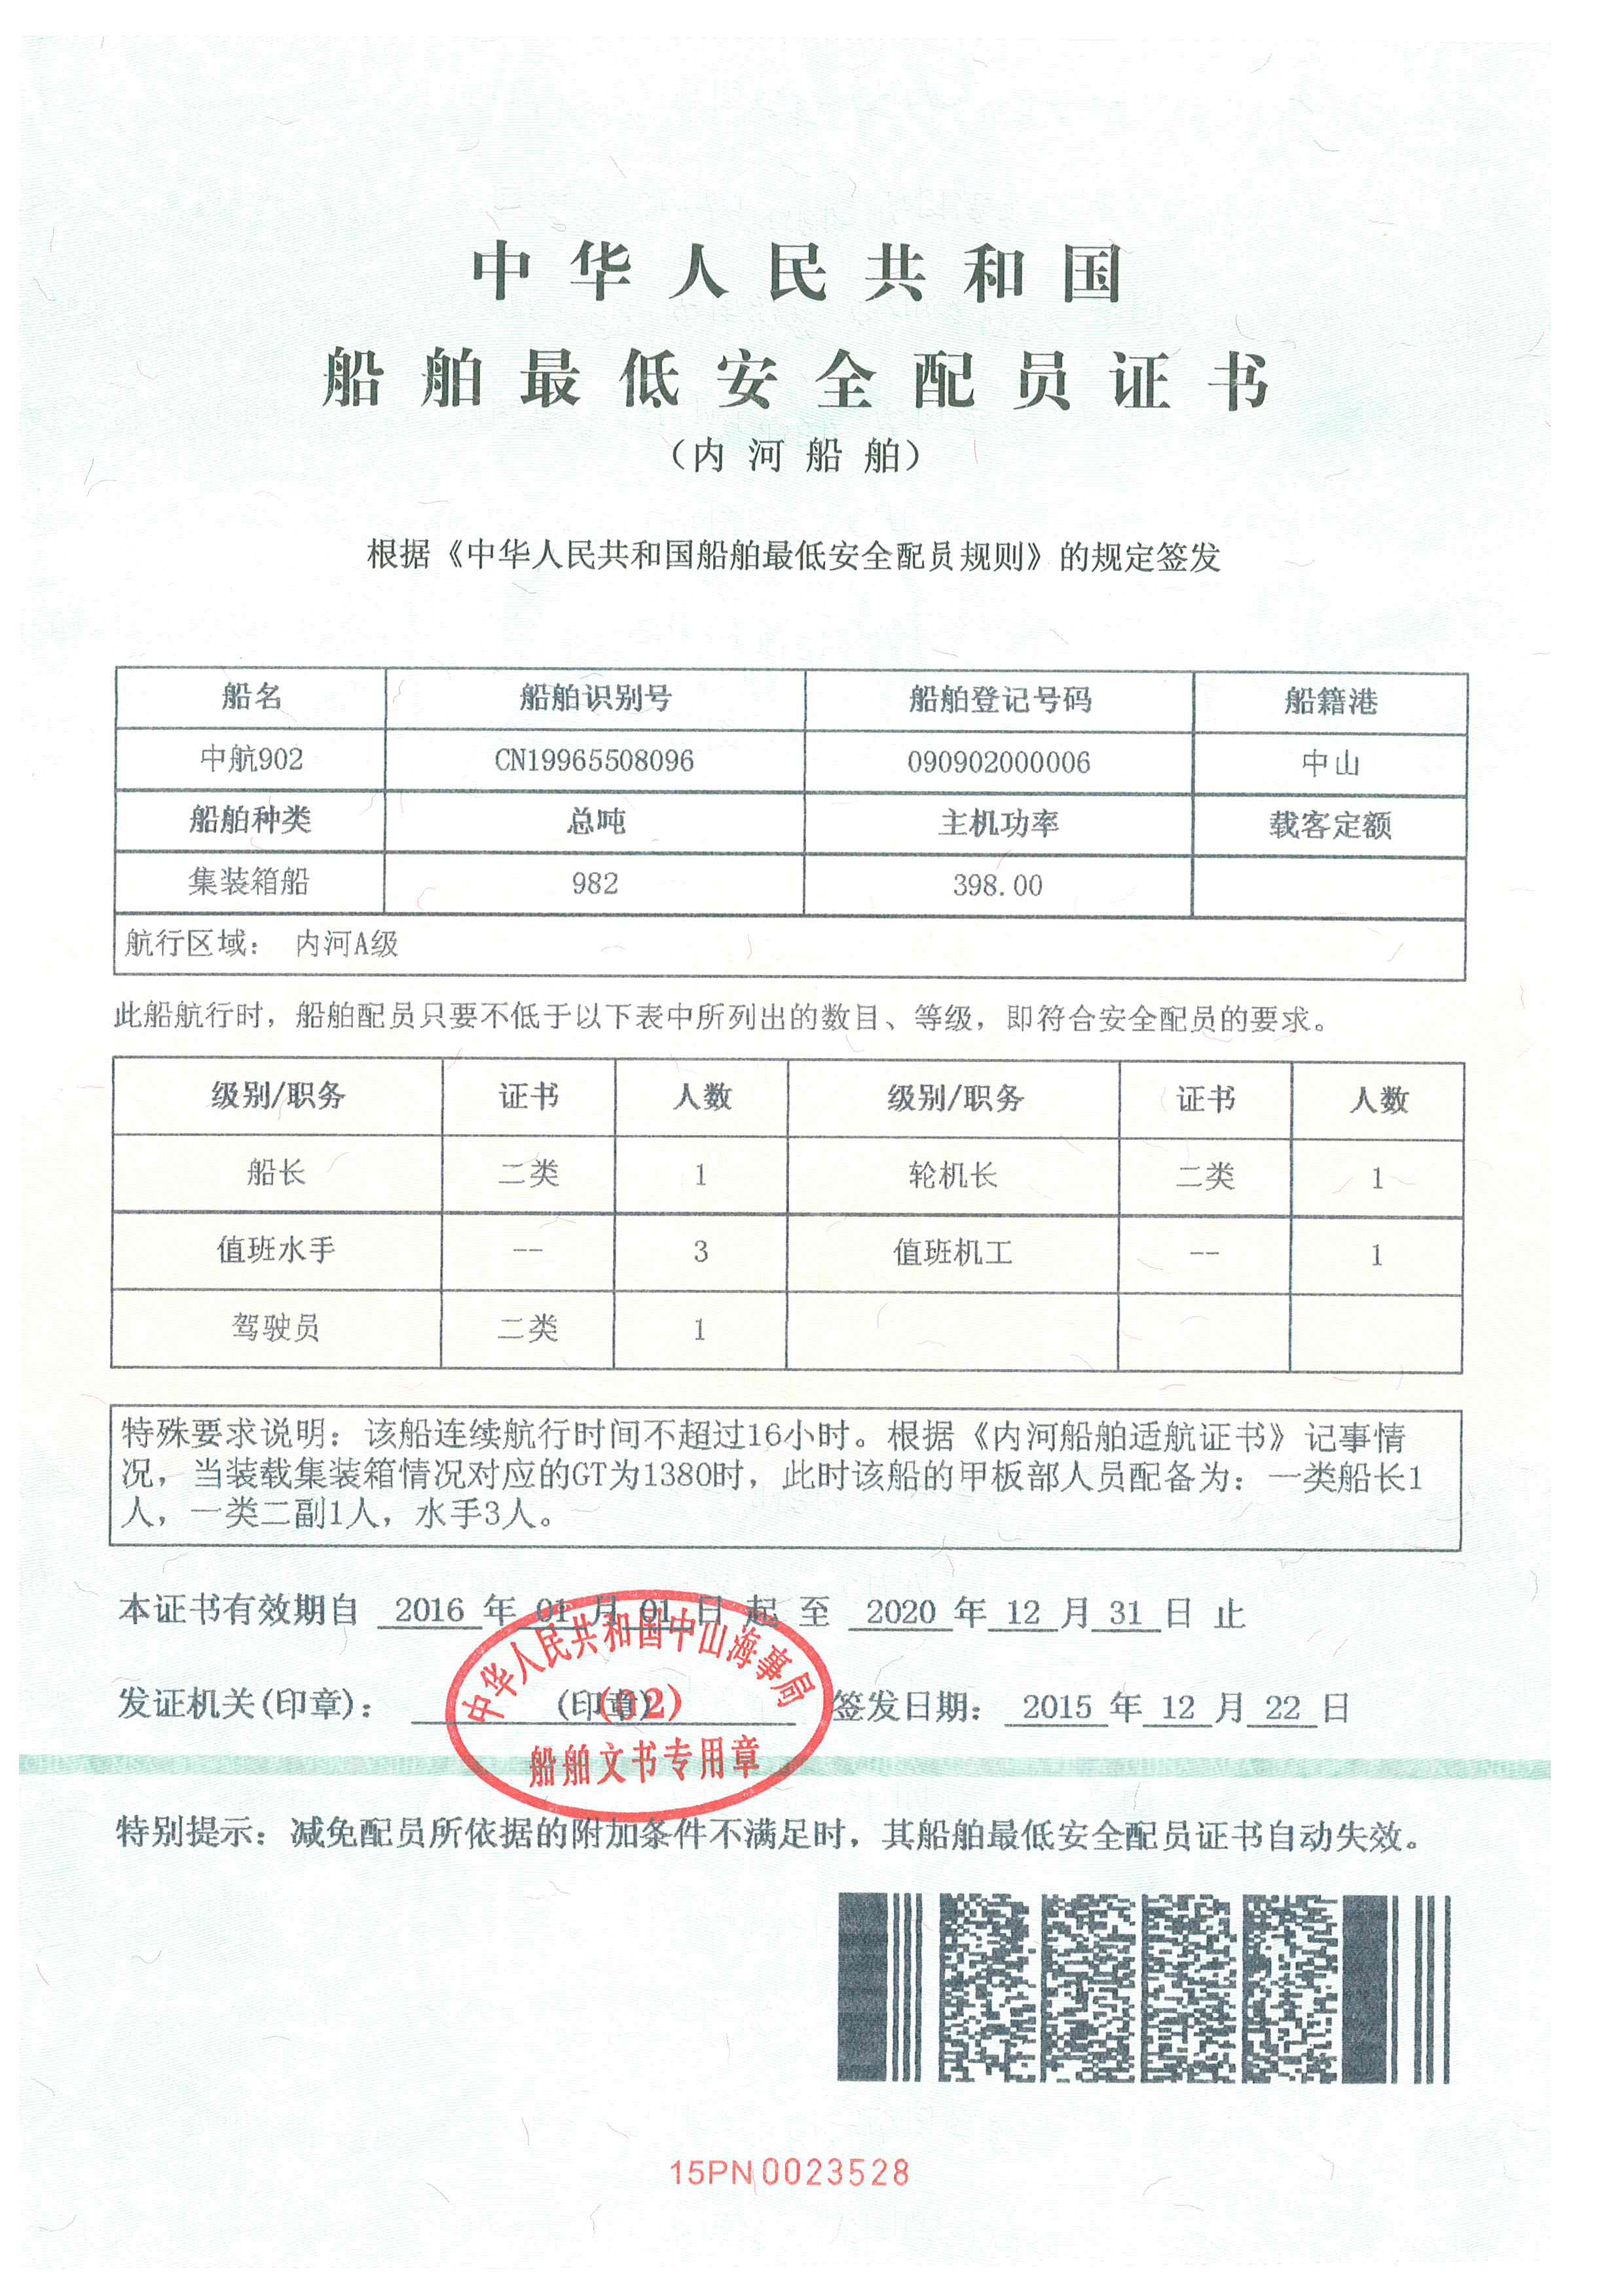 中华人民共和国
船舶最低安全配员证书
（内河船舶）
根据《中华人民共和国船舶最低安全配员规则》的规定签发
船名 船舶识别号 船舶登记号码 船籍港
中航902 CN19965508096 090902000006 中山
船舶种类 总吨 主机功率 载客定额
集装箱船 982 398.00
航行区域： 内河A级
此船航行时，船舶配员只要不低于以下表中所列出的数目、等级，即符合安全配员的要求。
级别/职务 证书 人数 级别/职务 证书 人数
船长 二类 1 轮机长 二类 1
值班水手 -- 3 值班机工 -- 1
驾驶员 二类 1
特殊要求说明：该船连续航行时间不超过16小时。根据《内河船舶适航证书》记事情
况，当装载集装箱情况对应的GT为1380时，此时该船的甲板部人员配备为：一类船长1
人，一类二副1人，水手3人。
本证书有效期自 2016 年 01 月 01 日 起 至 2020 年 12 月 31 日 止
中华人民共和国中山海事局
发证机关(印章)： (印章) 签发日期： 2015 年 12 月 22 日
(02)
船舶文书专用章
特别提示：减免配员所依据的附加条件不满足时，其船舶最低安全配员证书自动失效。
15PN0023528